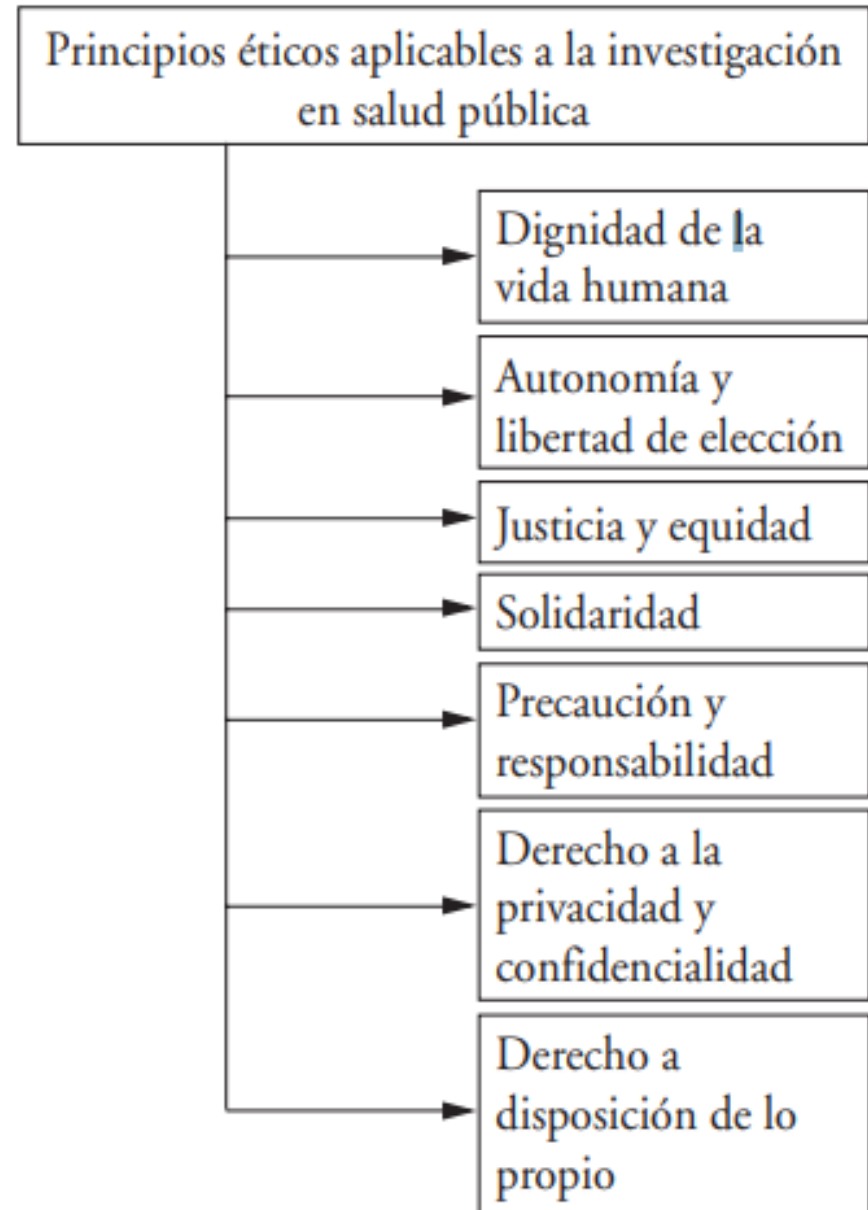 Principios éticos aplicables a la investigación
en salud pública
Dignidad de la
vida humana
Autonomía y
libertad de elección
Justicia y equidad
Solidaridad
Precaución y
responsabilidad
Derecho a la
privacidad y
confidencialidad
Derecho a
disposición de lo
propio